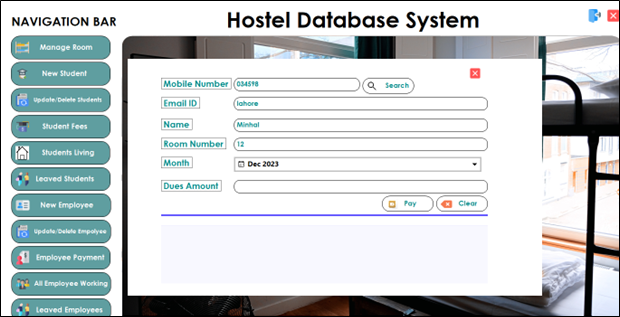 Hostel Database System
NAVIGATION BAR
Manage Room
New Student
Update/Delete Students
Student Fees
Students Living
Leaved Students
New Employee
Update/Delete Empolyee
Employee Payment
All Employee Working
Leaved Employees
Mobile Number 034598 Search
Email ID lahore
Name Minhal
Room Number 12
Month Dec 2023
Dues Amount
Pay Clear